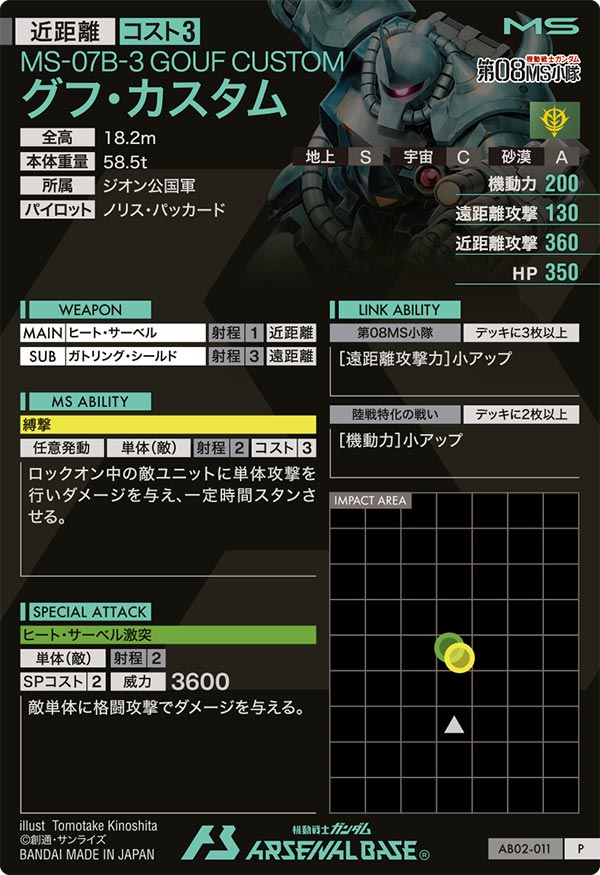 近距離 コスト3
MS
MS-07B-3 GOUF CUSTOM
グフ・カスタム
機動戦士ガンダム
第08MS小隊
全高 18.2m
本体重量 58.5t
所属 ジオン公国軍
パイロット ノリス・パッカード
地上 S 宇宙 C 砂漠 A
機動力 200
遠距離攻撃 130
近距離攻撃 360
HP 350
WEAPON
MAIN ヒート・サーベル 射程 1 近距離
SUB ガトリング・シールド 射程 3 遠距離
MS ABILITY
縛撃
任意発動 単体(敵) 射程 2 コスト 3
ロックオン中の敵ユニットに単体攻撃を
行いダメージを与え、一定時間スタンさ
せる。
SPECIAL ATTACK
ヒート・サーベル激突
単体(敵) 射程 2
SPコスト 2 威力 3600
敵単体に格闘攻撃でダメージを与える。
LINK ABILITY
第08MS小隊 デッキに3枚以上
[遠距離攻撃力]小アップ
陸戦特化の戦い デッキに2枚以上
[機動力]小アップ
IMPACT AREA
illust Tomotake Kinoshita
©創通・サンライズ
BANDAI MADE IN JAPAN
機動戦士ガンダム
AB ARSENAL BASE®
AB02-011 P